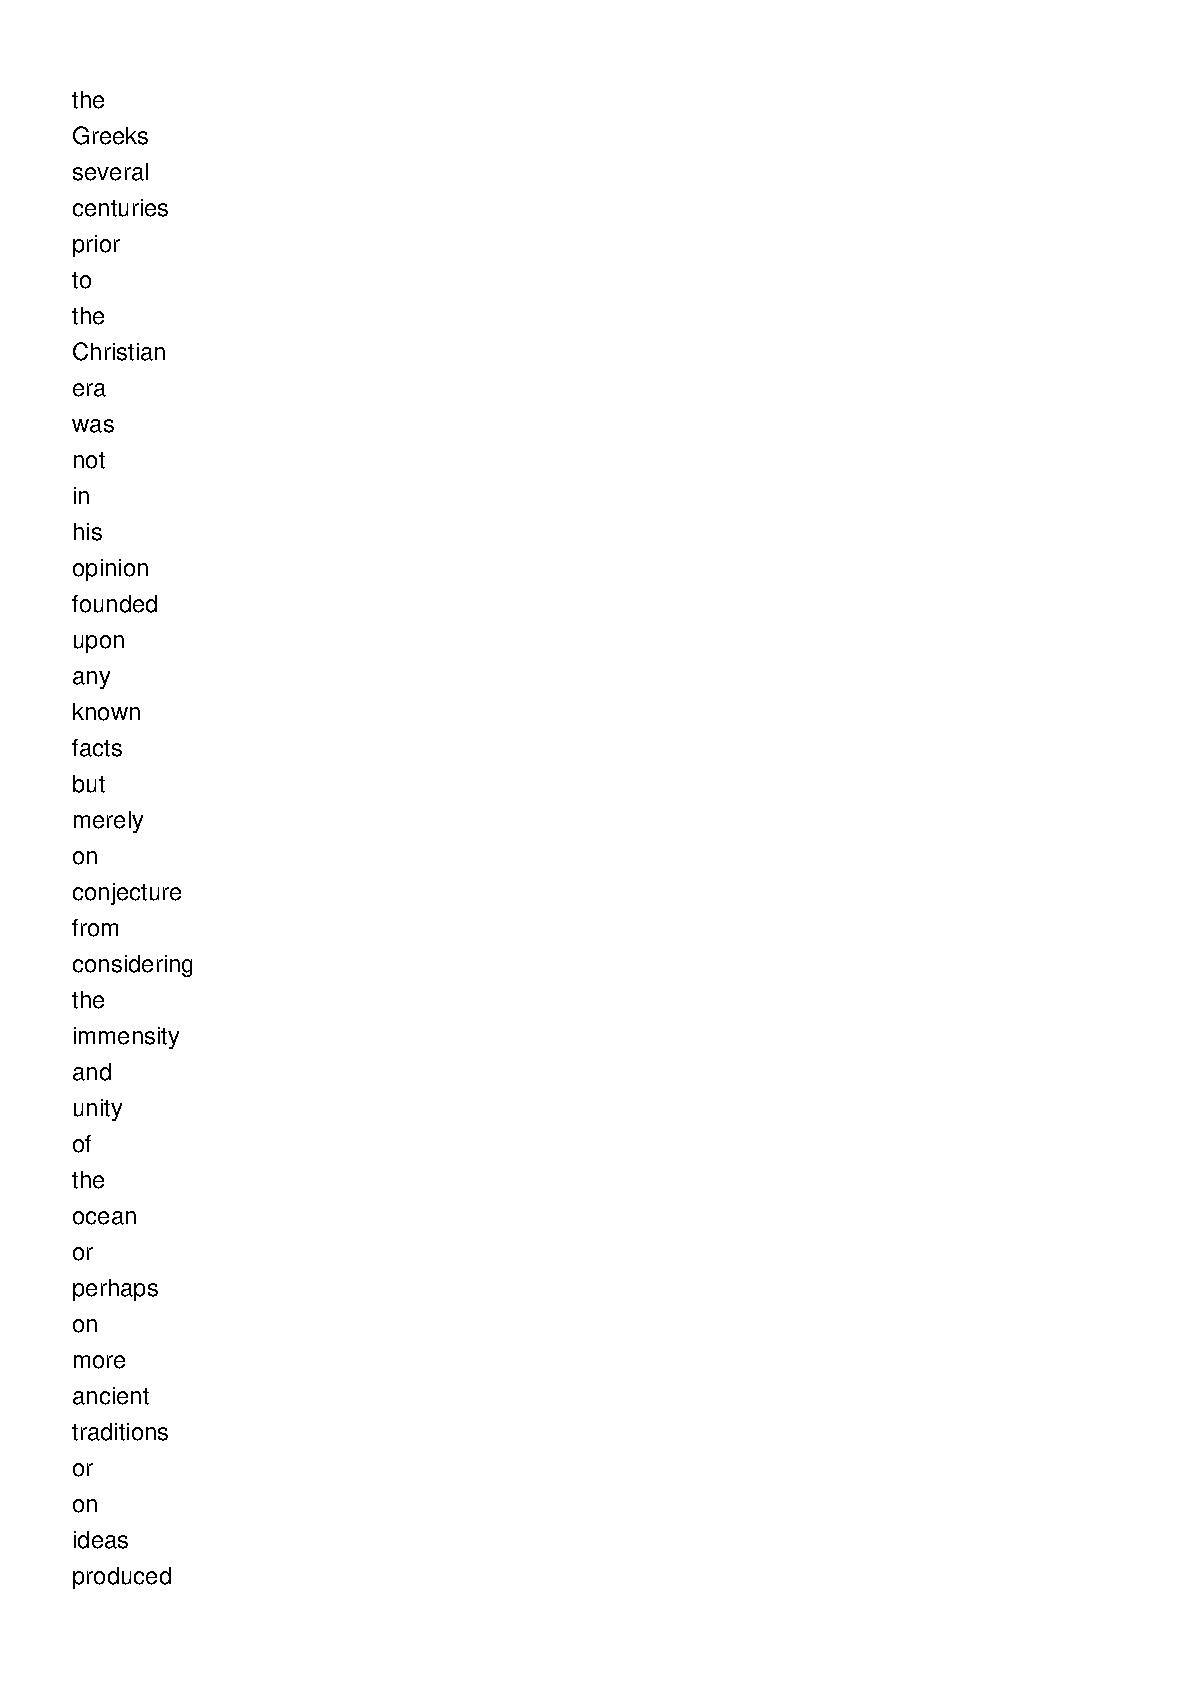 the
Greeks
several
centuries
prior
to
the
Christian
era
was
not
in
his
opinion
founded
upon
any
known
facts
but
merely
on
conjecture
from
considering
the
immensity
and
unity
of
the
ocean
or
perhaps
on
more
ancient
traditions
or
on
ideas
produced